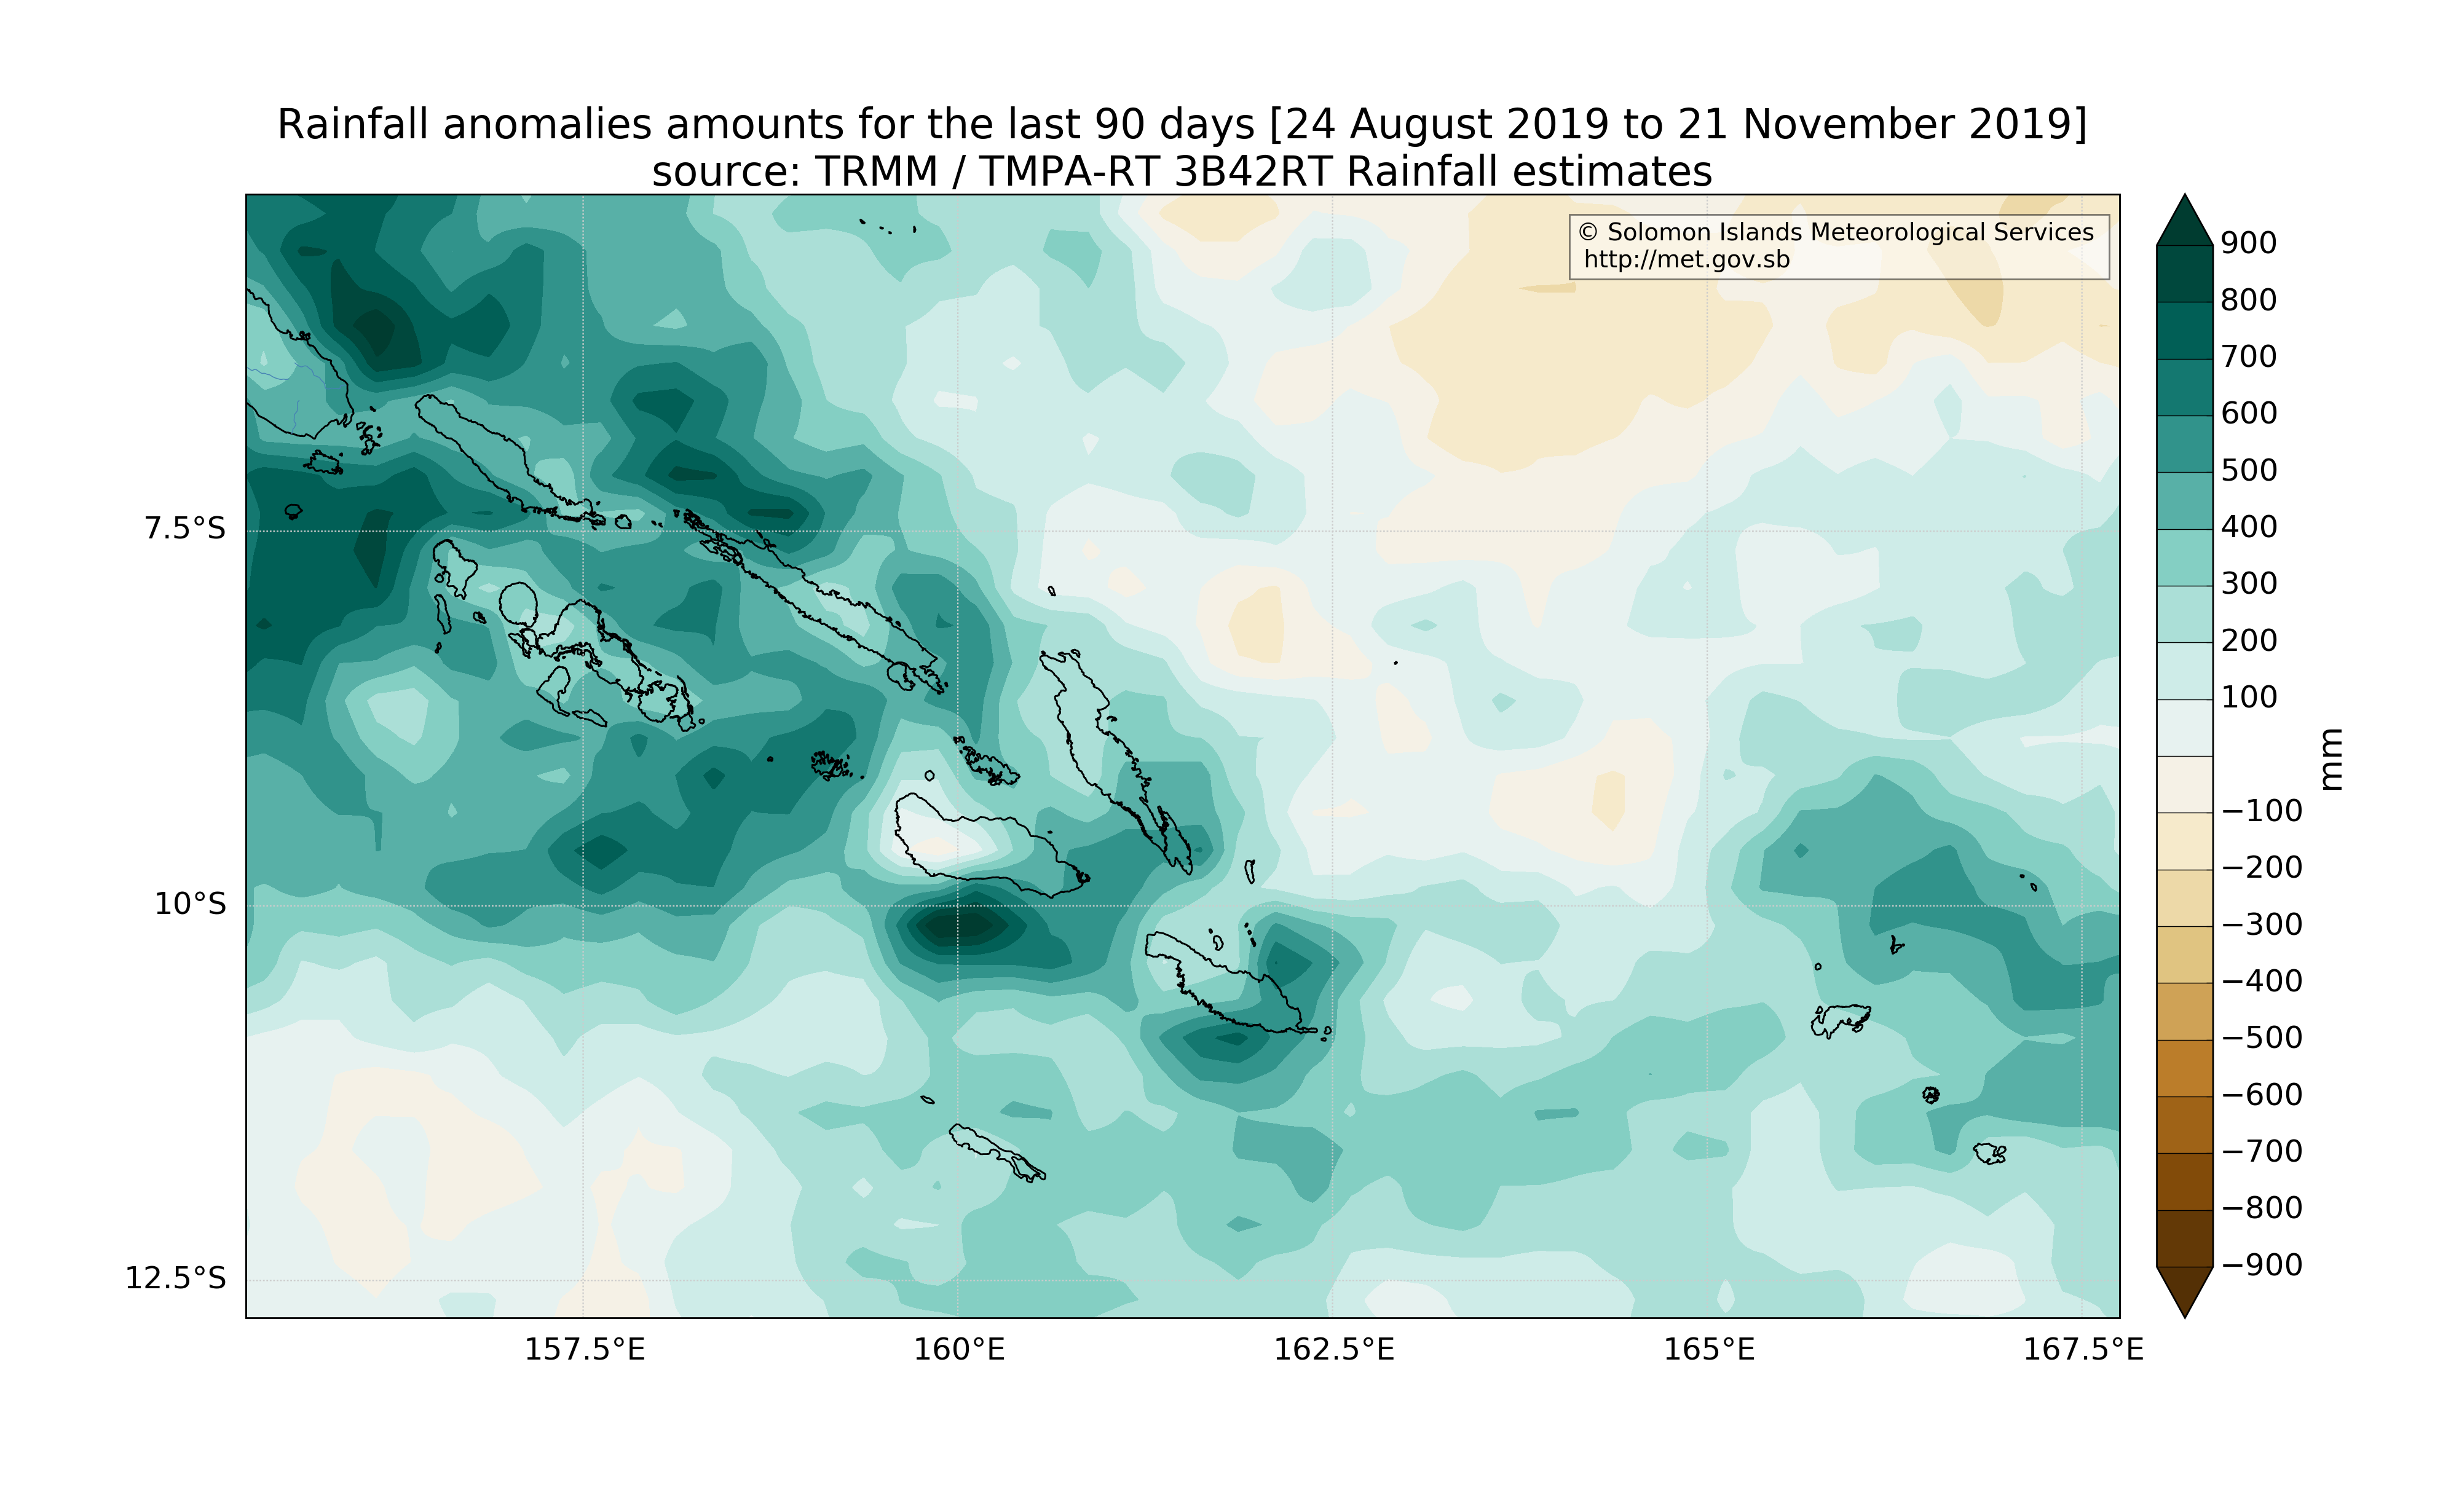 Rainfall anomalies amounts for the last 90 days [24 August 2019 to 21 November 2019]
source: TRMM / TMPA-RT 3B42RT Rainfall estimates
© Solomon Islands Meteorological Services
http://met.gov.sb
7.5°S
10°S
12.5°S
157.5°E
160°E
162.5°E
165°E
167.5°E
900
800
700
600
500
400
300
200
100
−100
−200
−300
−400
−500
−600
−700
−800
−900
mm